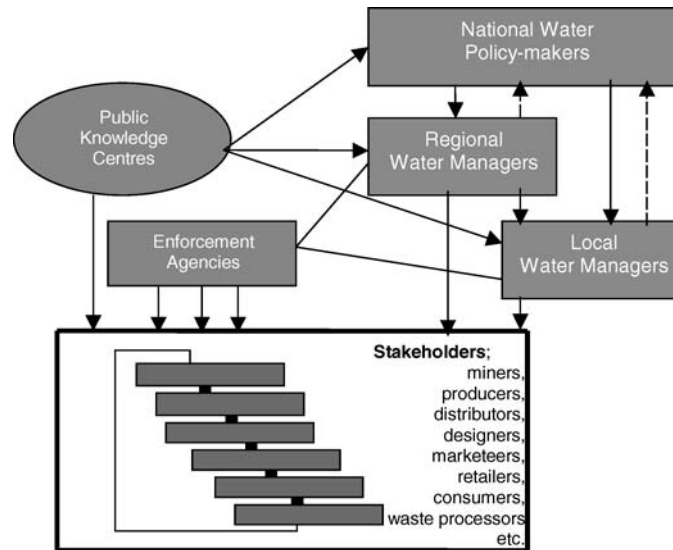 National Water
Policy-makers
Public
Knowledge
Centres
Regional
Water Managers
Enforcement
Agencies
Local
Water Managers
Stakeholders;
miners,
producers,
distributors,
designers,
marketeers,
retailers,
consumers,
waste processors
etc.